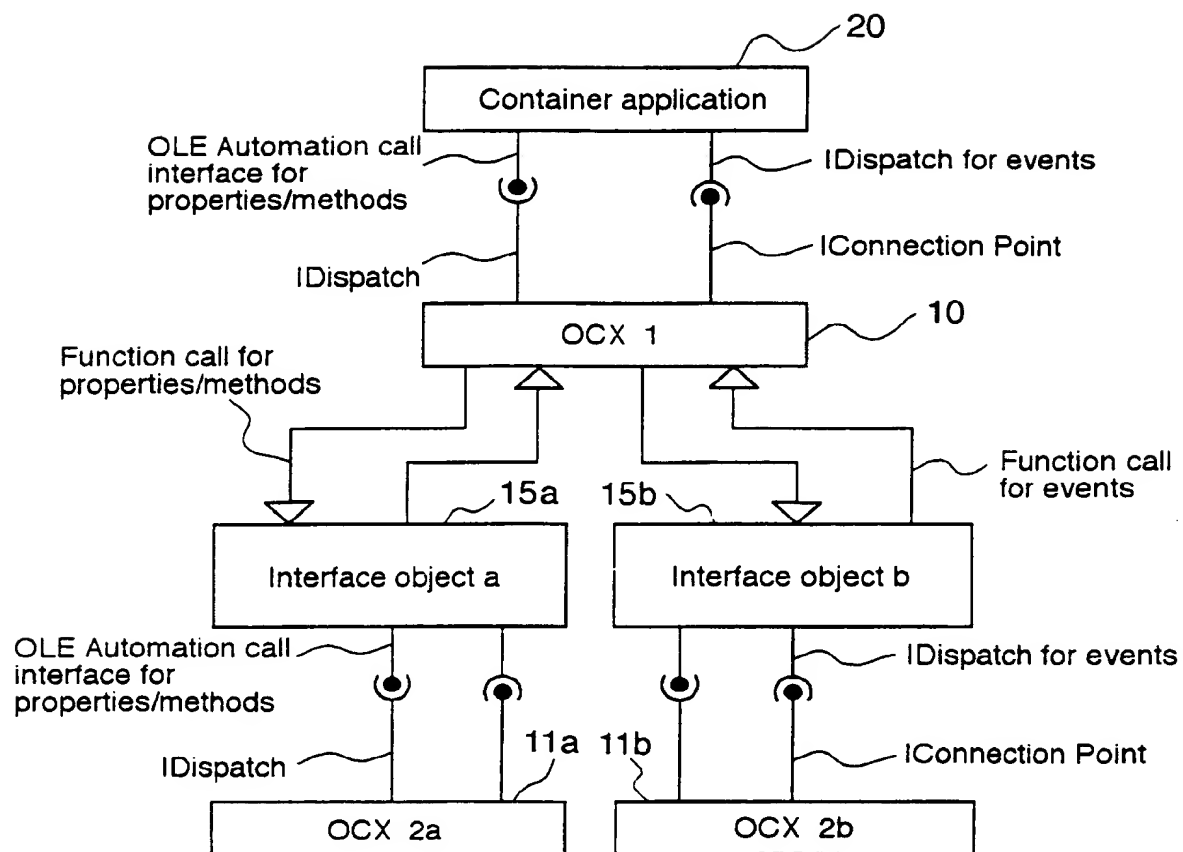 20
Container application
OLE Automation call
interface for
properties/methods
IDispatch for events
IConnection Point
IDispatch
10
OCX 1
Function call for
properties/methods
Function call
for events
15a
15b
Interface object a
Interface object b
OLE Automation call
interface for
properties/methods
IDispatch for events
11a
11b
IConnection Point
IDispatch
OCX 2a
OCX 2b